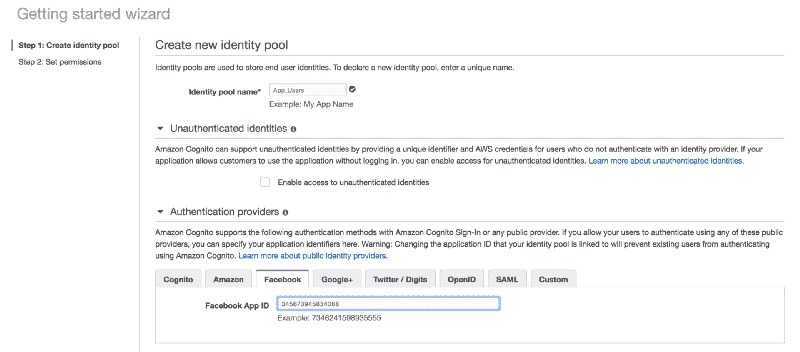 Getting started wizard
Step 1: Create identity pool
Step 2: Set permissions
Create new identity pool
Identity pools are used to store end user identities. To declare a new identity pool, enter a unique name.
Identity pool name* App_Users
Example: My App Name
Unauthenticated identities
Amazon Cognito can support unauthenticated identities by providing a unique identifier and AWS credentials for users who do not authenticate with an identity provider. If your
application allows customers to use the application without logging in, you can enable access for unauthenticated identities. Learn more about unauthenticated identities.
Enable access to unauthenticated identities
Authentication providers
Amazon Cognito supports the following authentication methods with Amazon Cognito Sign-In or any public provider. If you allow your users to authenticate using any of these public
providers, you can specify your application identifiers here. Warning: Changing the application ID that your identity pool is linked to will prevent existing users from authenticating
using Amazon Cognito. Learn more about public identity providers.
Cognito Amazon Facebook Google+ Twitter / Digits OpenID SAML Custom
Facebook App ID
Example: 7346241598935555